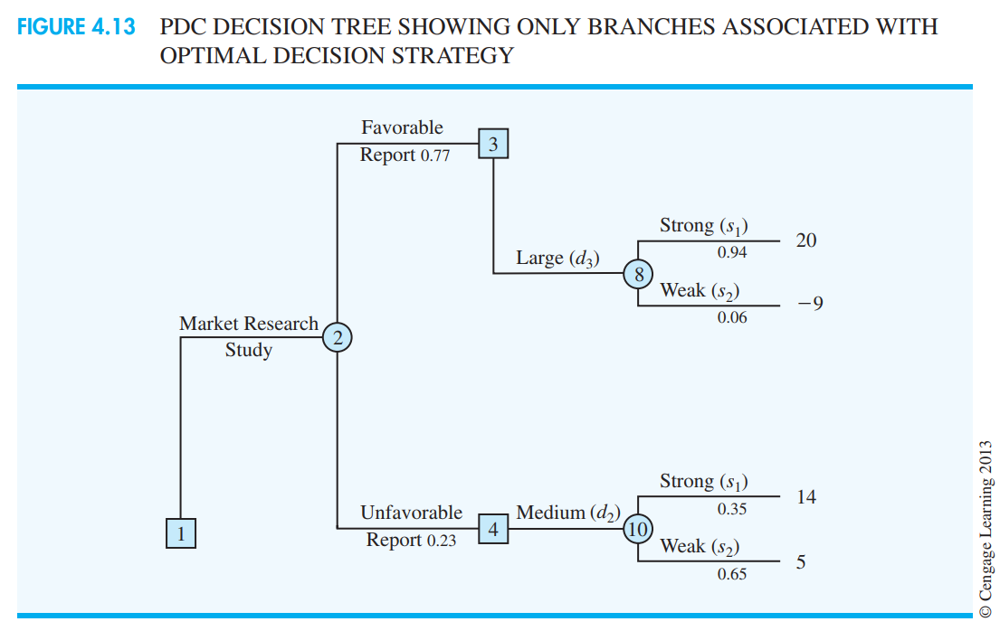 FIGURE 4.13 PDC DECISION TREE SHOWING ONLY BRANCHES ASSOCIATED WITH
OPTIMAL DECISION STRATEGY
Favorable
Report 0.77
3
Strong (s₁)
20
0.94
Large (d₃)
8
Weak (s₂)
−9
0.06
Market Research
Study
2
Strong (s₁)
14
0.35
Unfavorable
Report 0.23
4
Medium (d₂)
10
Weak (s₂)
5
0.65
1
© Cengage Learning 2013